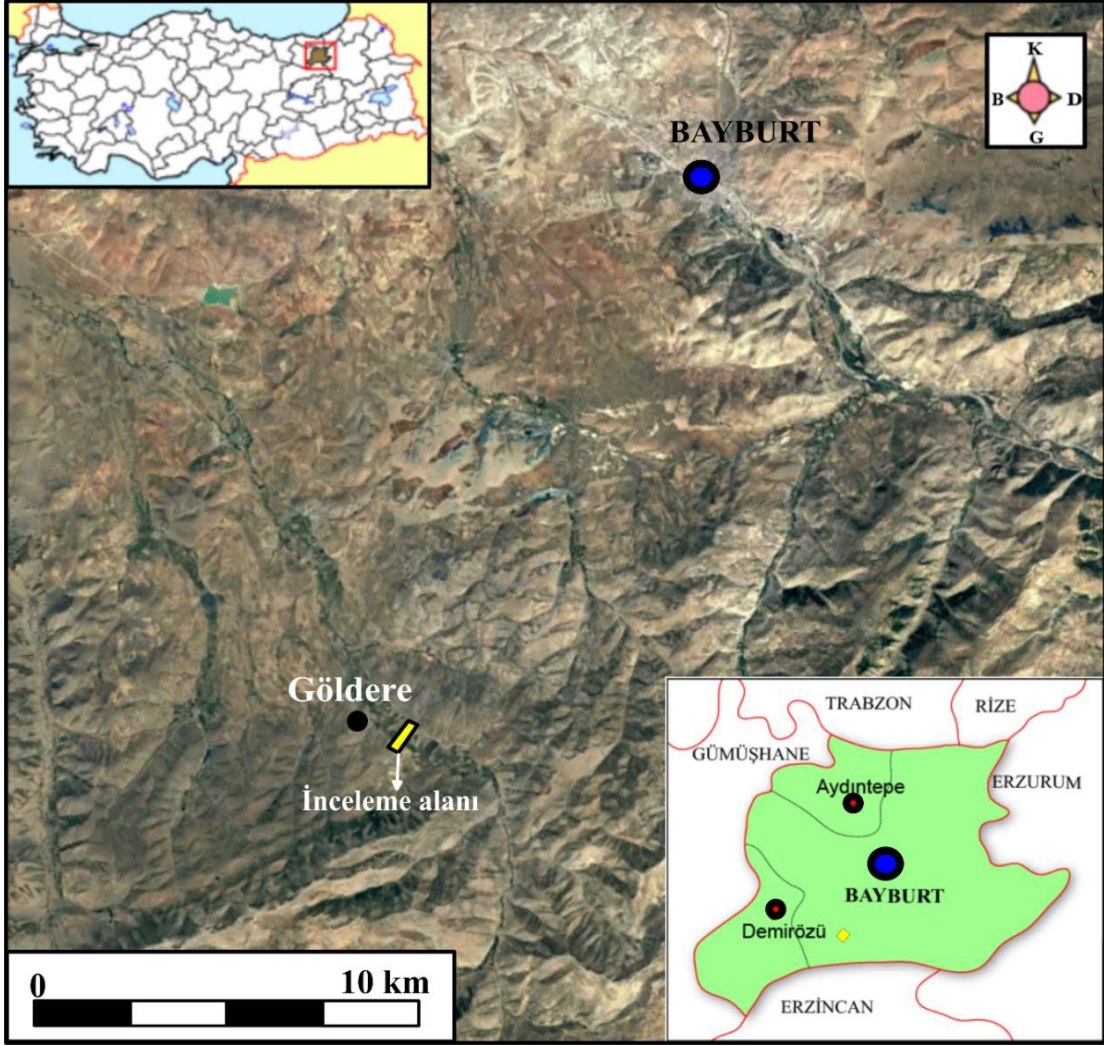 K
B D
G
BAYBURT
Göldere
İnceleme alanı
0 10 km
TRABZON
RİZE
GÜMÜŞHANE
ERZURUM
Aydıntepe
BAYBURT
Demirözü
ERZİNCAN